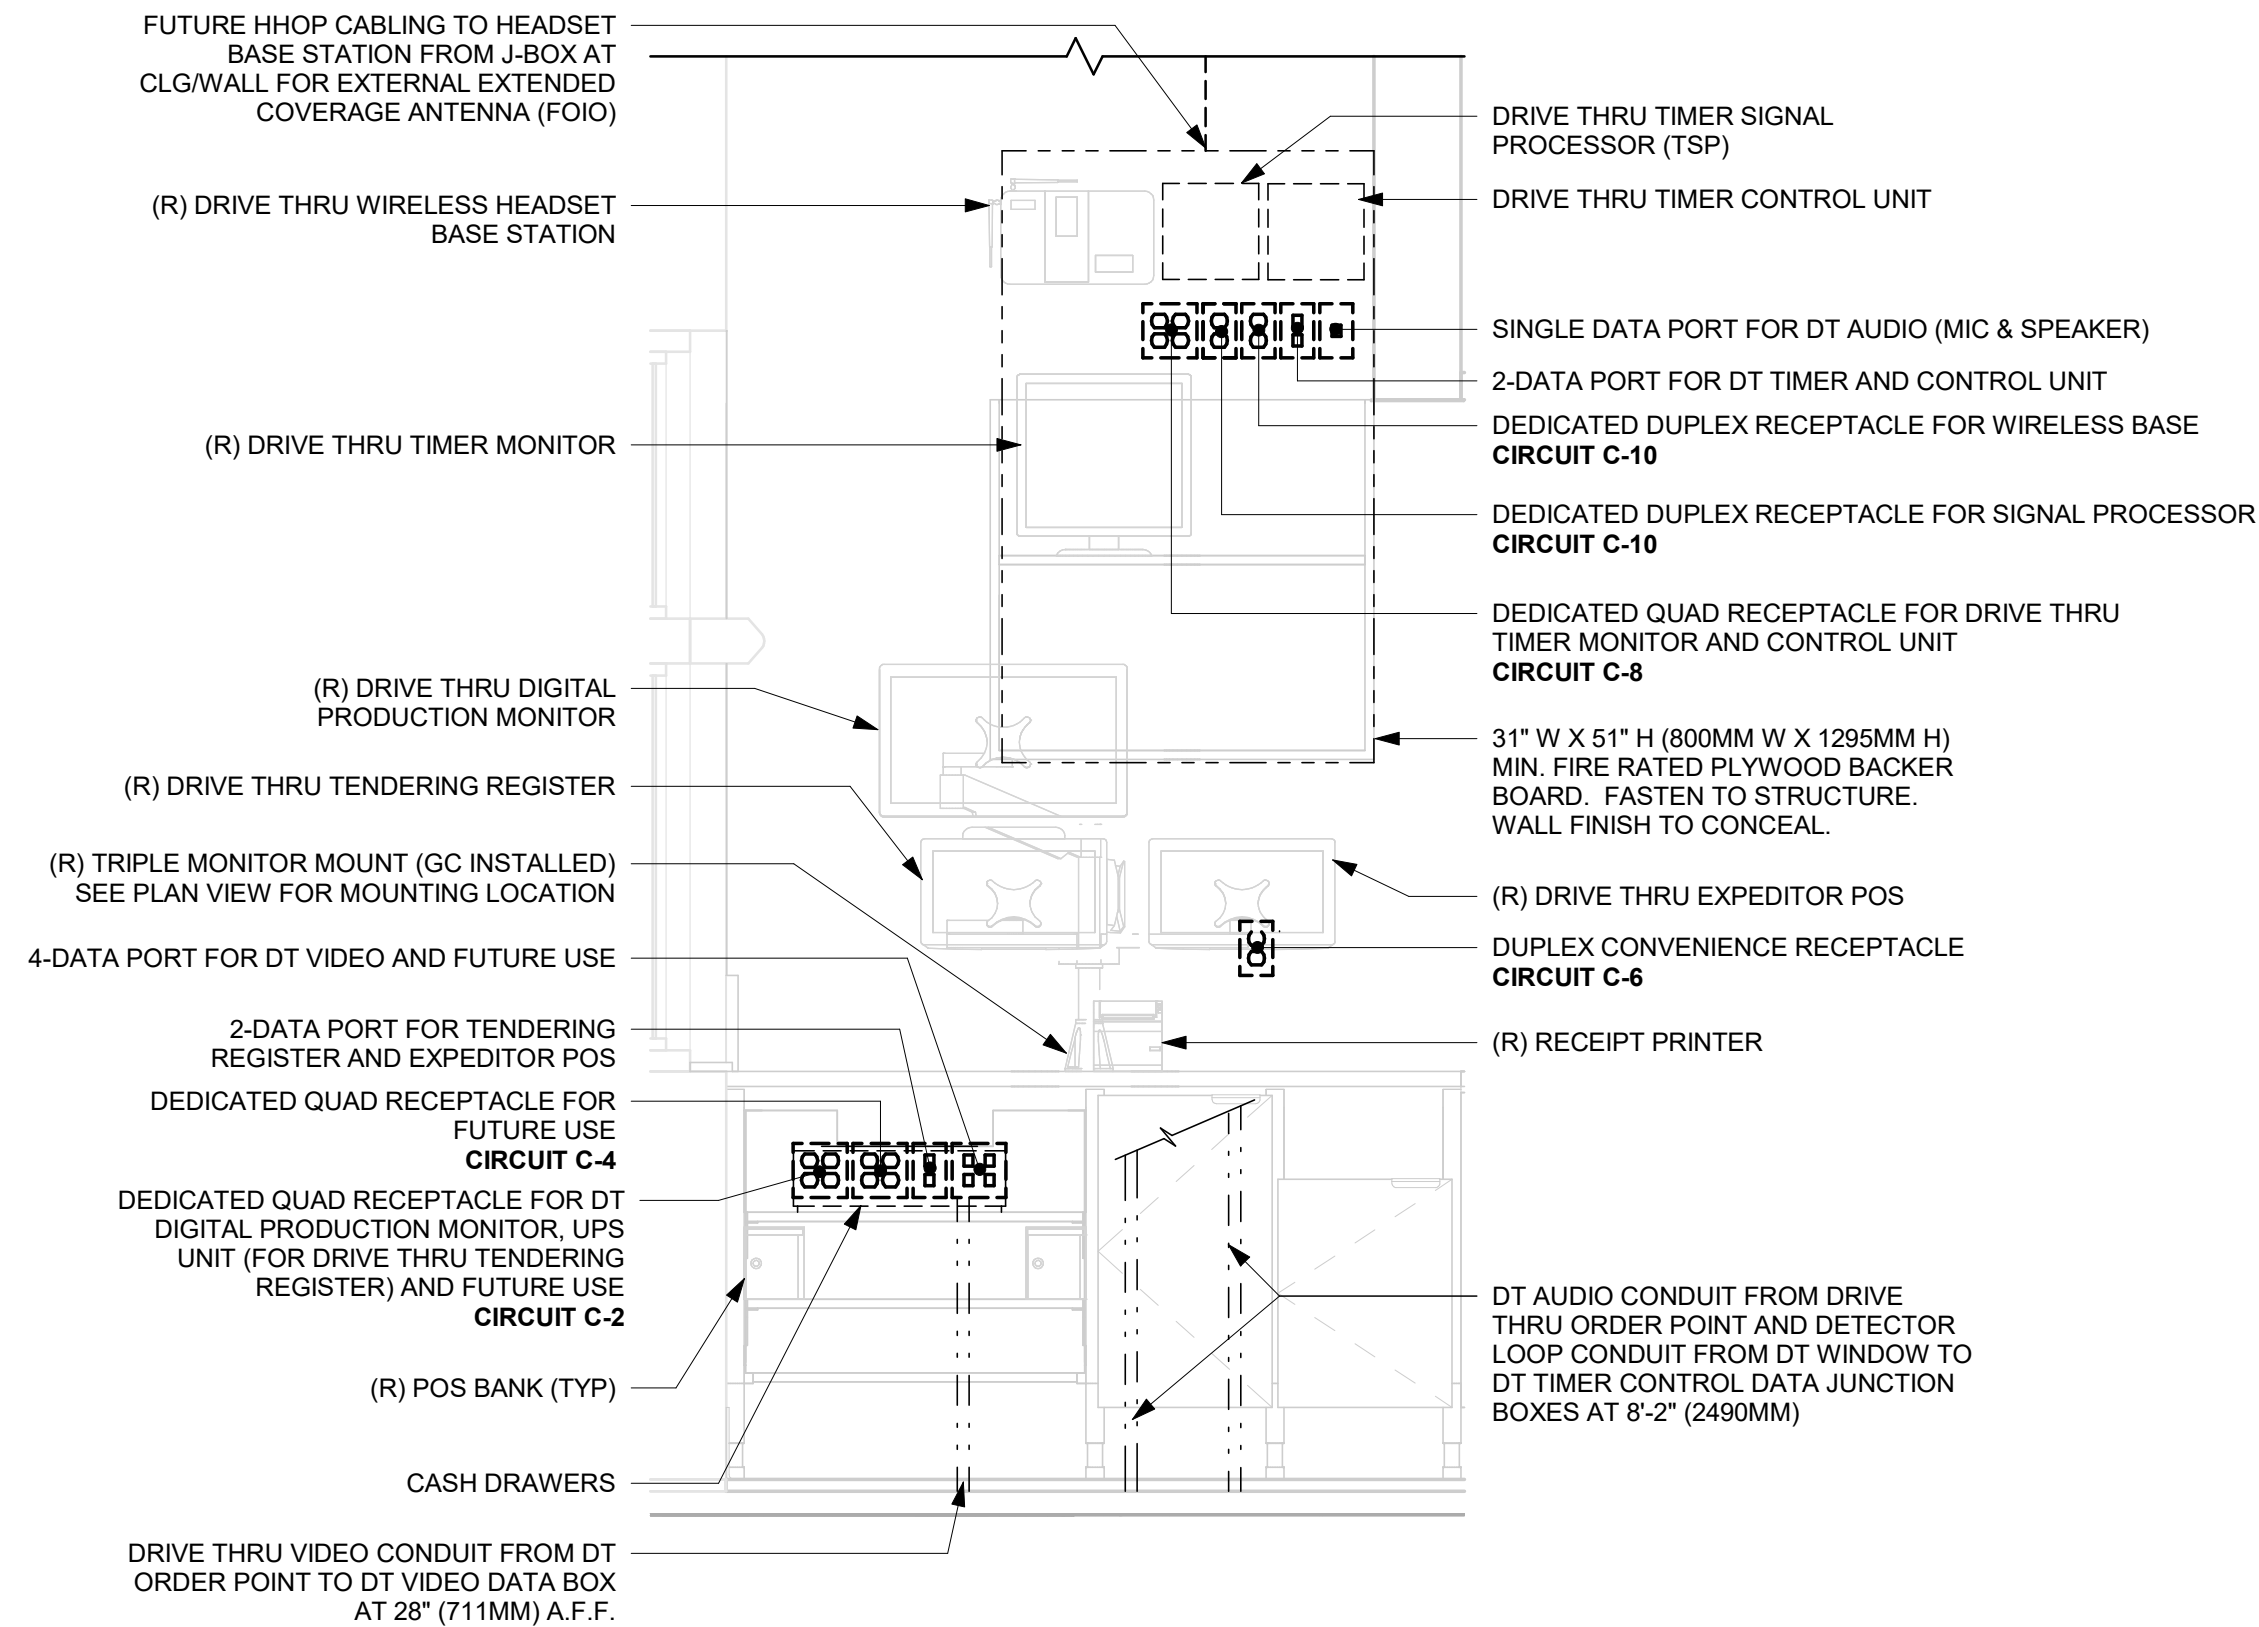 FUTURE HHOP CABLING TO HEADSET
BASE STATION FROM J-BOX AT
CLG/WALL FOR EXTERNAL EXTENDED
COVERAGE ANTENNA (FOIO)
(R) DRIVE THRU WIRELESS HEADSET
BASE STATION
(R) DRIVE THRU TIMER MONITOR
(R) DRIVE THRU DIGITAL
PRODUCTION MONITOR
(R) DRIVE THRU TENDERING REGISTER
(R) TRIPLE MONITOR MOUNT (GC INSTALLED)
SEE PLAN VIEW FOR MOUNTING LOCATION
4-DATA PORT FOR DT VIDEO AND FUTURE USE
2-DATA PORT FOR TENDERING
REGISTER AND EXPEDITOR POS
DEDICATED QUAD RECEPTACLE FOR
FUTURE USE
CIRCUIT C-4
DEDICATED QUAD RECEPTACLE FOR DT
DIGITAL PRODUCTION MONITOR, UPS
UNIT (FOR DRIVE THRU TENDERING
REGISTER) AND FUTURE USE
CIRCUIT C-2
(R) POS BANK (TYP)
CASH DRAWERS
DRIVE THRU VIDEO CONDUIT FROM DT
ORDER POINT TO DT VIDEO DATA BOX
AT 28" (711MM) A.F.F.
DRIVE THRU TIMER SIGNAL
PROCESSOR (TSP)
DRIVE THRU TIMER CONTROL UNIT
SINGLE DATA PORT FOR DT AUDIO (MIC & SPEAKER)
2-DATA PORT FOR DT TIMER AND CONTROL UNIT
DEDICATED DUPLEX RECEPTACLE FOR WIRELESS BASE
CIRCUIT C-10
DEDICATED DUPLEX RECEPTACLE FOR SIGNAL PROCESSOR
CIRCUIT C-10
DEDICATED QUAD RECEPTACLE FOR DRIVE THRU
TIMER MONITOR AND CONTROL UNIT
CIRCUIT C-8
31" W X 51" H (800MM W X 1295MM H)
MIN. FIRE RATED PLYWOOD BACKER
BOARD. FASTEN TO STRUCTURE.
WALL FINISH TO CONCEAL.
(R) DRIVE THRU EXPEDITOR POS
DUPLEX CONVENIENCE RECEPTACLE
CIRCUIT C-6
(R) RECEIPT PRINTER
DT AUDIO CONDUIT FROM DRIVE
THRU ORDER POINT AND DETECTOR
LOOP CONDUIT FROM DT WINDOW TO
DT TIMER CONTROL DATA JUNCTION
BOXES AT 8'-2" (2490MM)